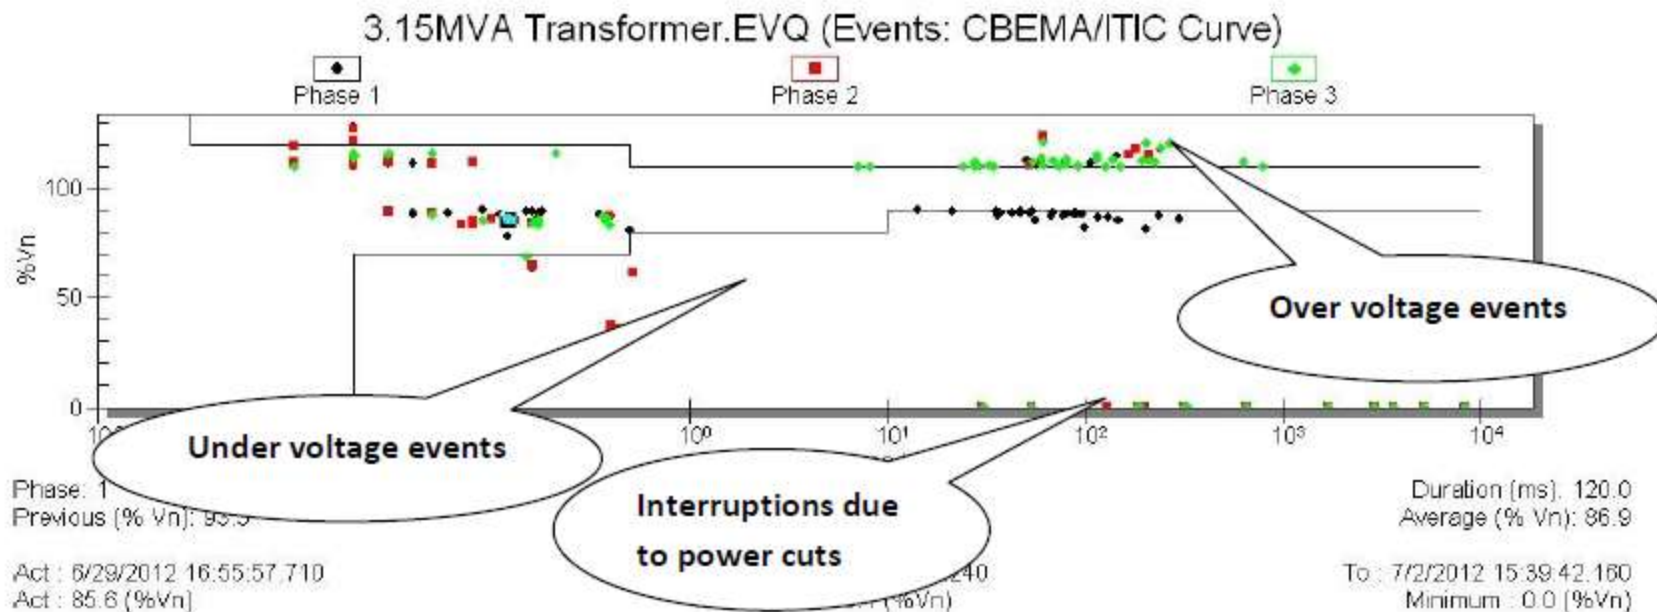 3.15MVA Transformer.EVQ (Events: CBEMA/ITIC Curve)
Phase 1 Phase 2 Phase 3
%Vn
100
50
0
10⁰ 10¹ 10² 10³ 10⁴
Over voltage events
Under voltage events
Interruptions due
to power cuts
Phase: 1
Previous (% Vn):
Duration (ms): 120.0
Average (% Vn): 86.9
Act : 6/29/2012 16:55:57.710
Act : 85.6 (%Vn)
240
(%Vn)
To : 7/2/2012 15:39:42.160
Minimum : 0.0 (%Vn)